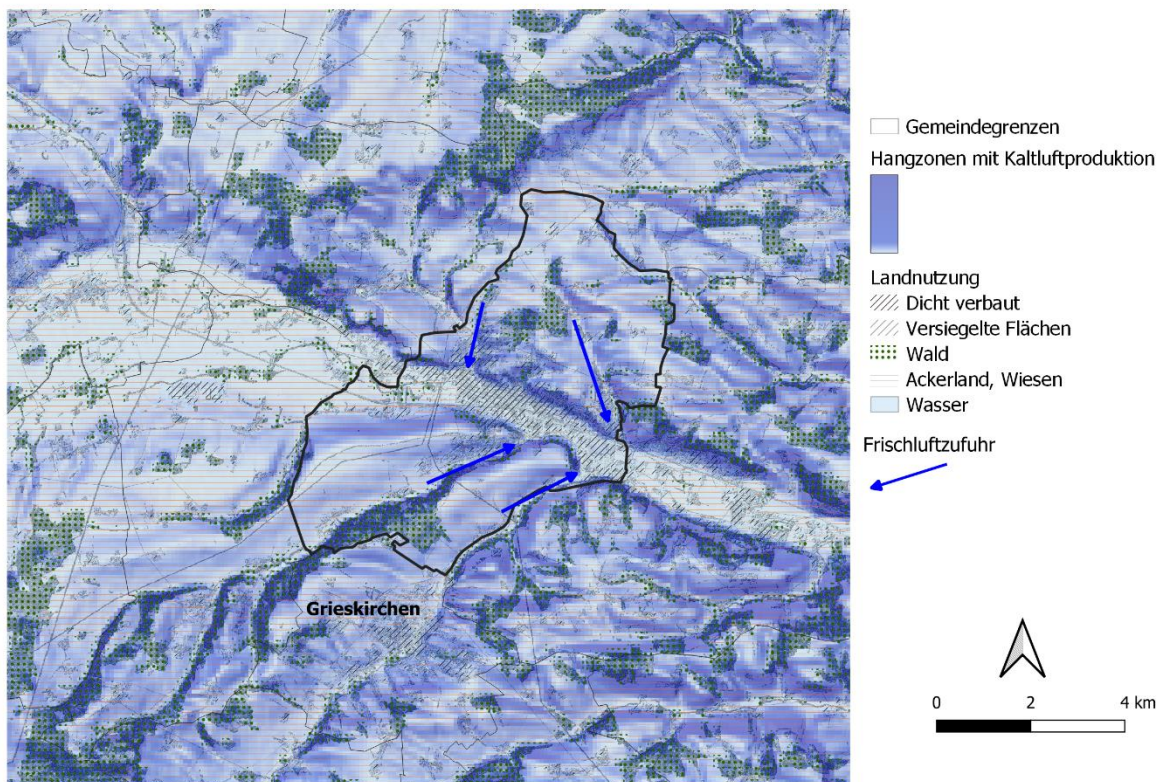 Gemeindegrenzen
Hangzonen mit Kaltluftproduktion
Landnutzung
Dicht verbaut
Versiegelte Flächen
Wald
Ackerland, Wiesen
Wasser
Frischluftzufuhr
Grieskirchen
0 2 4 km